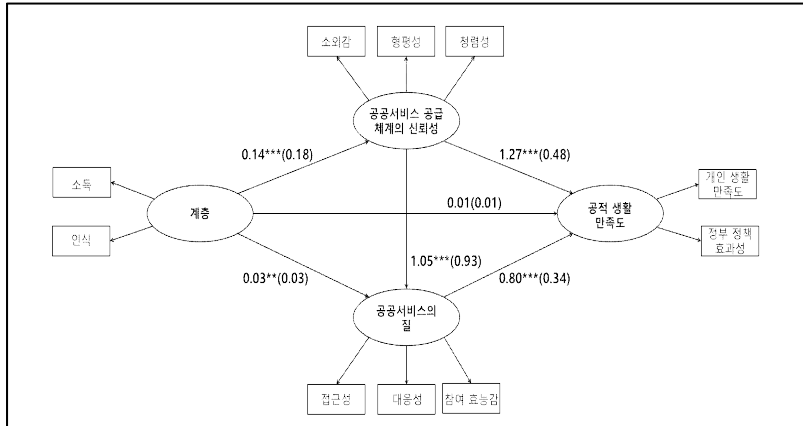 소외감
형평성
청렴성
공공서비스 공급
체계의 신뢰성
0.14***(0.18)
1.27***(0.48)
소득
인식
계층
0.01(0.01)
공적 생활
만족도
개인 생활
만족도
정부 정책
효과성
1.05***(0.93)
0.03**(0.03)
0.80***(0.34)
공공서비스의
질
접근성
대응성
참여 효능감